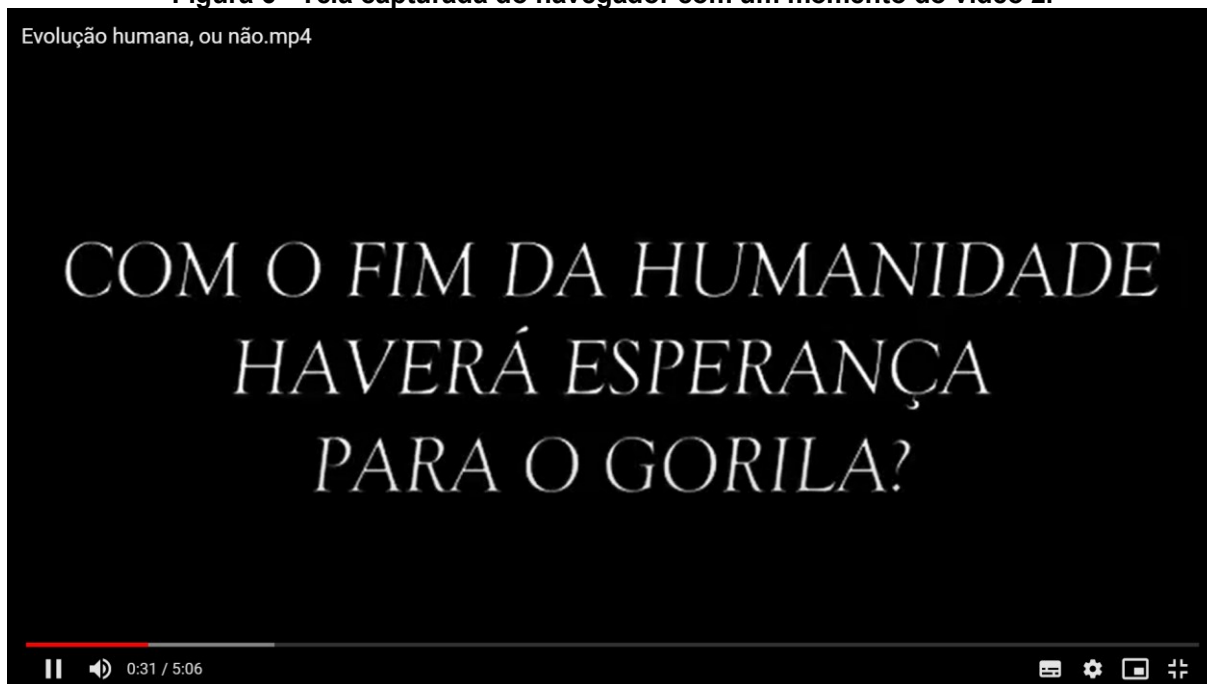 Evolução humana, ou não.mp4
COM O FIM DA HUMANIDADE
HAVERÁ ESPERANÇA
PARA O GORILA?
0:31 / 5:06